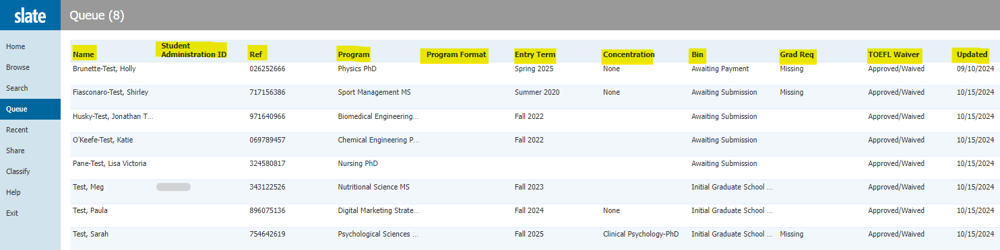 slate
Queue (8)
Home
Browse
Search
Queue
Recent
Share
Classify
Help
Exit
Name Student Administration ID Ref Program Program Format Entry Term Concentration Bin Grad Req TOEFL Waiver Updated
Brunette-Test, Holly 026252666 Physics PhD Spring 2025 None Awaiting Payment Missing Approved/Waived 09/10/2024
Fiasconaro-Test, Shirley 717156386 Sport Management MS Summer 2020 None Awaiting Submission Missing Approved/Waived 10/15/2024
Husky-Test, Jonathan T... 971640966 Biomedical Engineering... Fall 2022 Awaiting Submission Approved/Waived 10/15/2024
O'Keefe-Test, Katie 069789457 Chemical Engineering P... Fall 2022 Awaiting Submission Approved/Waived 10/15/2024
Pane-Test, Lisa Victoria 324580817 Nursing PhD Awaiting Submission Approved/Waived 10/15/2024
Test, Meg 343122526 Nutritional Science MS Fall 2023 Initial Graduate School ... Approved/Waived 10/15/2024
Test, Paula 896075136 Digital Marketing Strate... Fall 2024 None Initial Graduate School ... Approved/Waived 10/15/2024
Test, Sarah 754642619 Psychological Sciences ... Fall 2025 Clinical Psychology-PhD Initial Graduate School ... Missing Approved/Waived 10/15/2024